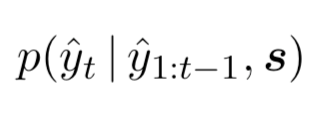 p(ŷ_t | ŷ_{1:t−1}, s)